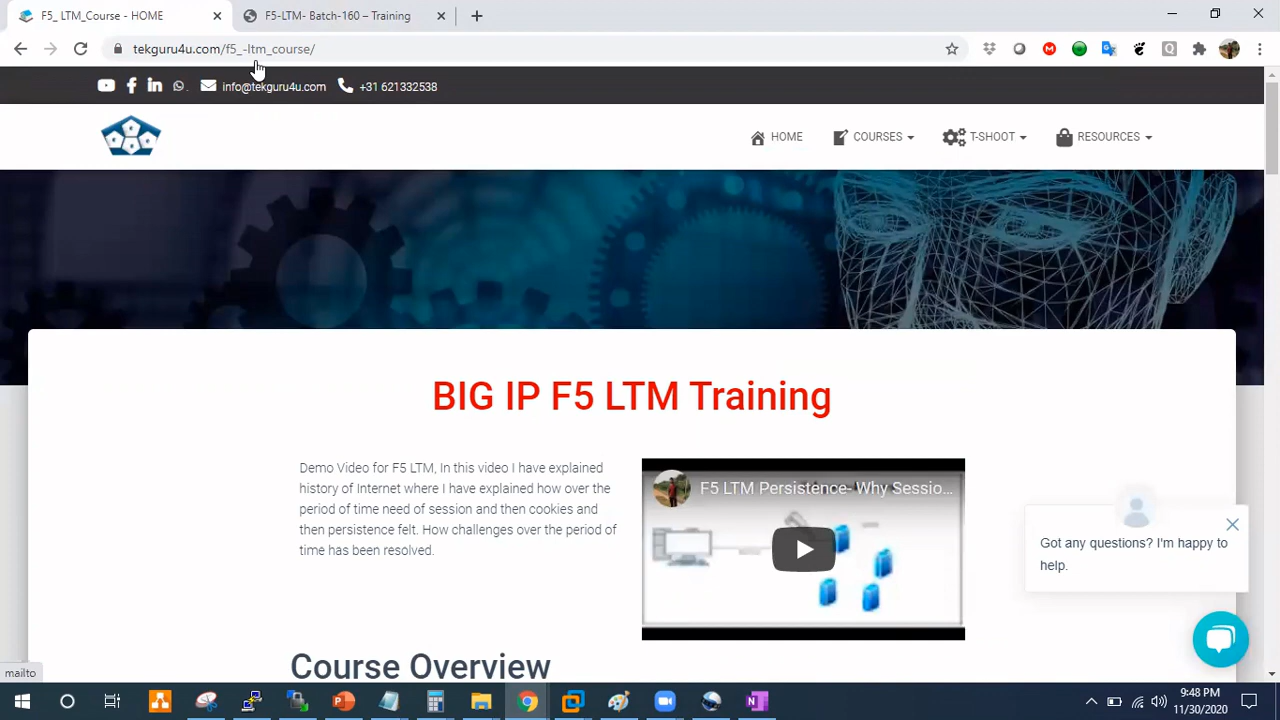 F5_ LTM_Course - HOME
F5-LTM- Batch-160 – Training
tekguru4u.com/f5_-ltm_course/
info@tekguru4u.com
+31 621332538
HOME
COURSES
T-SHOOT
RESOURCES
BIG IP F5 LTM Training
Demo Video for F5 LTM, In this video I have explained
history of Internet where I have explained how over the
period of time need of session and then cookies and
then persistence felt. How challenges over the period of
time has been resolved.
F5 LTM Persistence- Why Sessio...
Got any questions? I'm happy to
help.
Course Overview
mailto
9:48 PM
11/30/2020